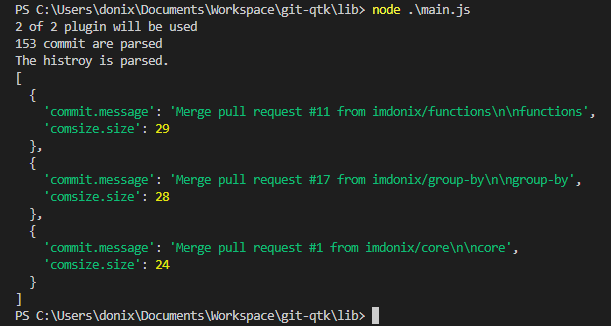 PS C:\Users\donix\Documents\Workspace\git-qtk\lib> node .\main.js
2 of 2 plugin will be used
153 commit are parsed
The histroy is parsed.
[
  {
    'commit.message': 'Merge pull request #11 from imdonix/functions\n\nfunctions',
    'comsize.size': 29
  },
  {
    'commit.message': 'Merge pull request #17 from imdonix/group-by\n\ngroup-by',
    'comsize.size': 28
  },
  {
    'commit.message': 'Merge pull request #1 from imdonix/core\n\ncore',
    'comsize.size': 24
  }
]
PS C:\Users\donix\Documents\Workspace\git-qtk\lib>